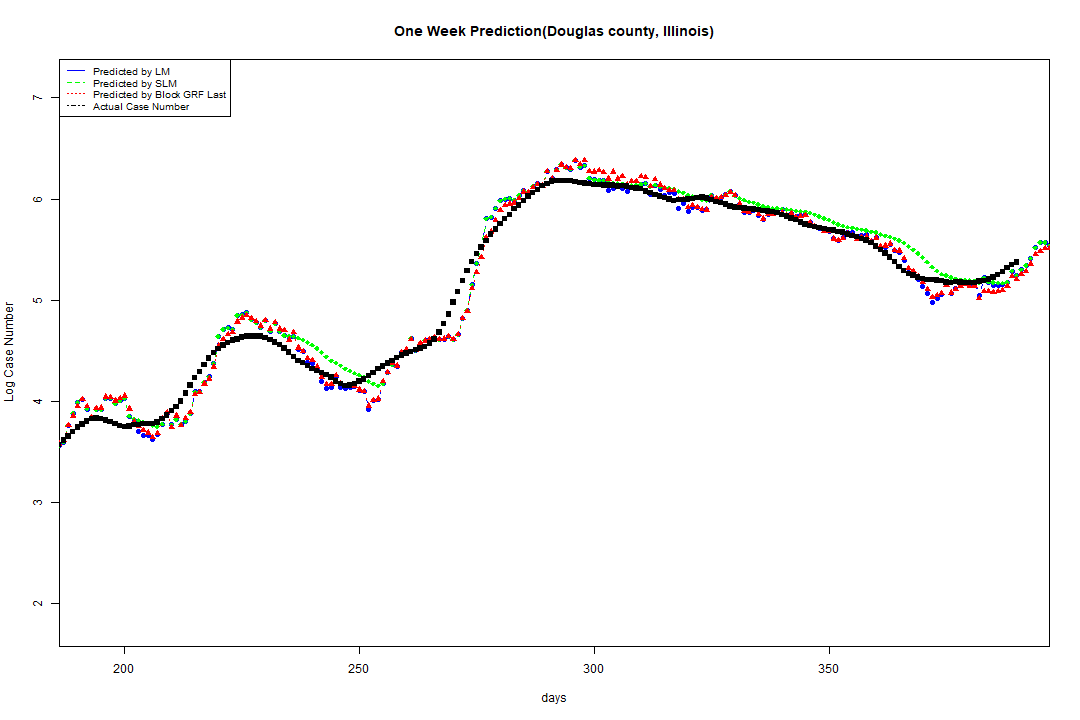 One Week Prediction(Douglas county, Illinois)
Predicted by LM
Predicted by SLM
Predicted by Block GRF Last
Actual Case Number
7
6
5
4
3
2
Log Case Number
200 250 300 350
days